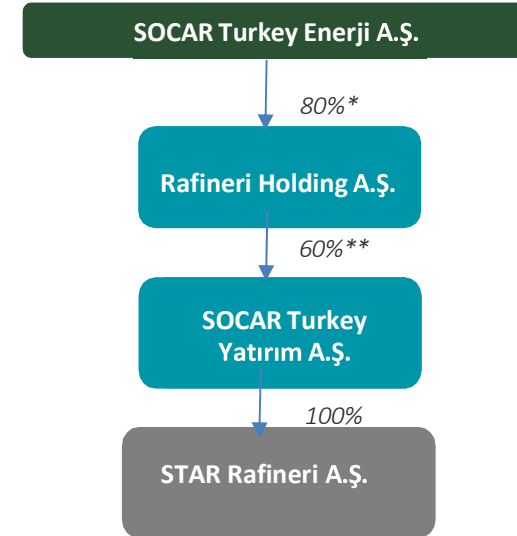 SOCAR Turkey Enerji A.Ş.
80%*
Rafineri Holding A.Ş.
60%**
SOCAR Turkey
Yatırım A.Ş.
100%
STAR Rafineri A.Ş.